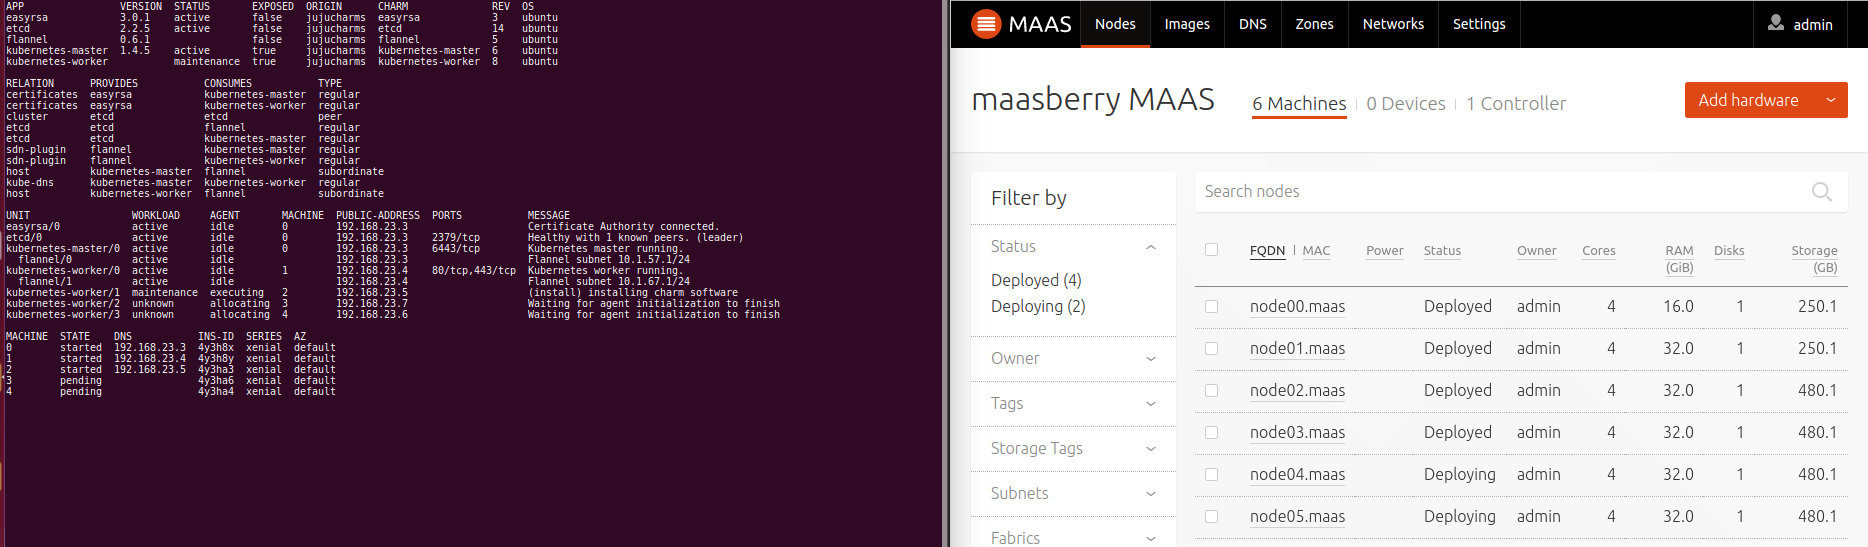 APP VERSION STATUS EXPOSED ORIGIN CHARM REV OS
easyrsa 3.0.1 active false jujucharms easyrsa 3 ubuntu
etcd 2.2.5 active false jujucharms etcd 14 ubuntu
flannel 0.6.1 false jujucharms flannel 5 ubuntu
kubernetes-master 1.4.5 active true jujucharms kubernetes-master 6 ubuntu
kubernetes-worker maintenance true jujucharms kubernetes-worker 8 ubuntu
RELATION PROVIDES CONSUMES TYPE
certificates easyrsa kubernetes-master regular
certificates easyrsa kubernetes-worker regular
cluster etcd etcd peer
etcd etcd flannel regular
etcd etcd kubernetes-master regular
sdn-plugin flannel kubernetes-master regular
sdn-plugin flannel kubernetes-worker regular
host kubernetes-master flannel subordinate
kube-dns kubernetes-master kubernetes-worker regular
host kubernetes-worker flannel subordinate
UNIT WORKLOAD AGENT MACHINE PUBLIC-ADDRESS PORTS MESSAGE
easyrsa/0 active idle 0 192.168.23.3 Certificate Authority connected.
etcd/0 active idle 0 192.168.23.3 2379/tcp Healthy with 1 known peers. (leader)
kubernetes-master/0 active idle 0 192.168.23.3 6443/tcp Kubernetes master running.
flannel/0 active idle 192.168.23.3 Flannel subnet 10.1.57.1/24
kubernetes-worker/0 active idle 1 192.168.23.4 80/tcp,443/tcp Kubernetes worker running.
flannel/1 active idle 192.168.23.4 Flannel subnet 10.1.67.1/24
kubernetes-worker/1 maintenance executing 2 192.168.23.5 (install) installing charm software
kubernetes-worker/2 unknown allocating 3 192.168.23.7 Waiting for agent initialization to finish
kubernetes-worker/3 unknown allocating 4 192.168.23.6 Waiting for agent initialization to finish
MACHINE STATE DNS INS-ID SERIES AZ
0 started 192.168.23.3 4y3h8x xenial default
1 started 192.168.23.4 4y3h8y xenial default
2 started 192.168.23.5 4y3ha3 xenial default
3 pending 4y3ha6 xenial default
4 pending 4y3ha4 xenial default
MAAS Nodes Images DNS Zones Networks Settings admin
maasberry MAAS 6 Machines 0 Devices 1 Controller Add hardware
Filter by
Status
Deployed (4)
Deploying (2)
Owner
Tags
Storage Tags
Subnets
Fabrics
Search nodes
FQDN | MAC Power Status Owner Cores RAM (GiB) Disks Storage (GB)
node00.maas Deployed admin 4 16.0 1 250.1
node01.maas Deployed admin 4 32.0 1 250.1
node02.maas Deployed admin 4 32.0 1 480.1
node03.maas Deployed admin 4 32.0 1 480.1
node04.maas Deploying admin 4 32.0 1 480.1
node05.maas Deploying admin 4 32.0 1 480.1